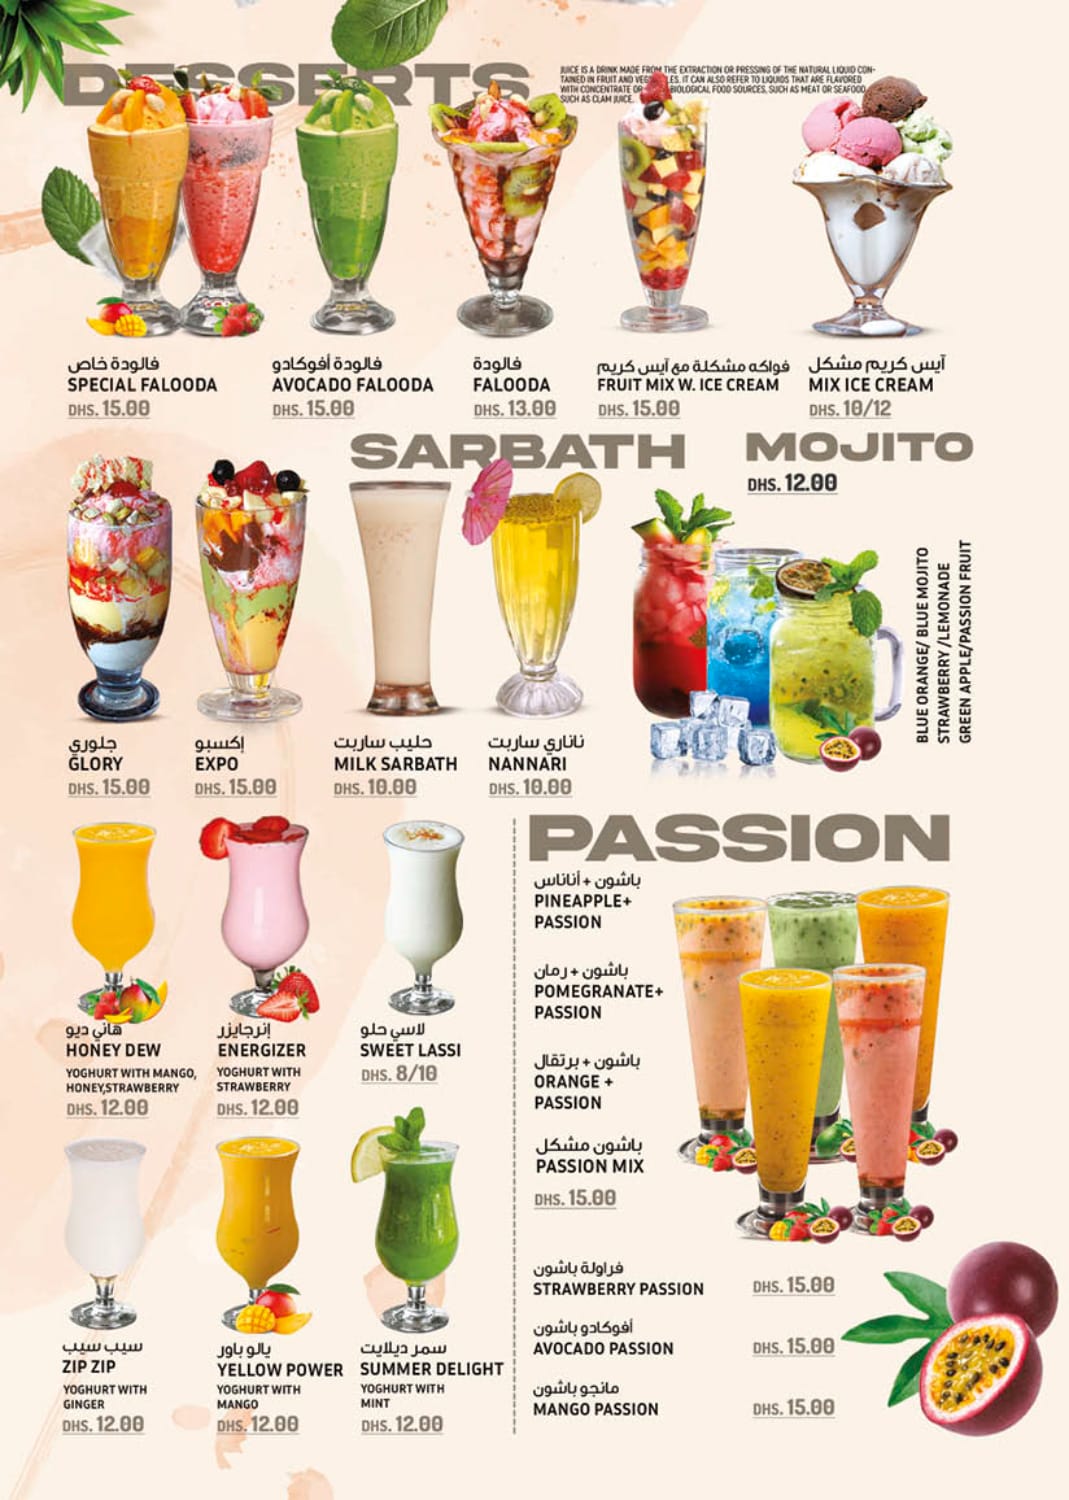 DESSERTS
JUICE IS A DRINK MADE FROM THE EXTRACTION OR PRESSING OF THE NATURAL LIQUID CON-
TAINED IN FRUIT AND VEGETABLES. IT CAN ALSO REFER TO LIQUIDS THAT ARE FLAVORED
WITH CONCENTRATE OR BIOLOGICAL FOOD SOURCES, SUCH AS MEAT OR SEAFOOD,
SUCH AS CLAM JUICE.
فالودة خاص
SPECIAL FALOODA
DHS. 15.00
فالودة أفوكادو
AVOCADO FALOODA
DHS. 15.00
فالودة
FALOODA
DHS. 13.00
فواكه مشكلة مع آيس كريم
FRUIT MIX W. ICE CREAM
DHS. 15.00
آيس كريم مشكل
MIX ICE CREAM
DHS. 10/12
SARBATH
MOJITO
DHS. 12.00
BLUE ORANGE/ BLUE MOJITO
STRAWBERRY /LEMONADE
GREEN APPLE/PASSION FRUIT
جلوري
GLORY
DHS. 15.00
إكسبو
EXPO
DHS. 15.00
حليب ساربت
MILK SARBATH
DHS. 10.00
ناناري ساربت
NANNARI
DHS. 10.00
هاني ديو
HONEY DEW
YOGHURT WITH MANGO,
HONEY,STRAWBERRY
DHS. 12.00
إنرجايزر
ENERGIZER
YOGHURT WITH
STRAWBERRY
DHS. 12.00
لاسي حلو
SWEET LASSI
DHS. 8/10
سيب سيب
ZIP ZIP
YOGHURT WITH
GINGER
DHS. 12.00
يالو باور
YELLOW POWER
YOGHURT WITH
MANGO
DHS. 12.00
سمر ديلايت
SUMMER DELIGHT
YOGHURT WITH
MINT
DHS. 12.00
PASSION
باشون + أناناس
PINEAPPLE+
PASSION
باشون + رمان
POMEGRANATE+
PASSION
باشون + برتقال
ORANGE +
PASSION
باشون مشكل
PASSION MIX
DHS. 15.00
فراولة باشون
STRAWBERRY PASSION
DHS. 15.00
أفوكادو باشون
AVOCADO PASSION
DHS. 15.00
مانجو باشون
MANGO PASSION
DHS. 15.00